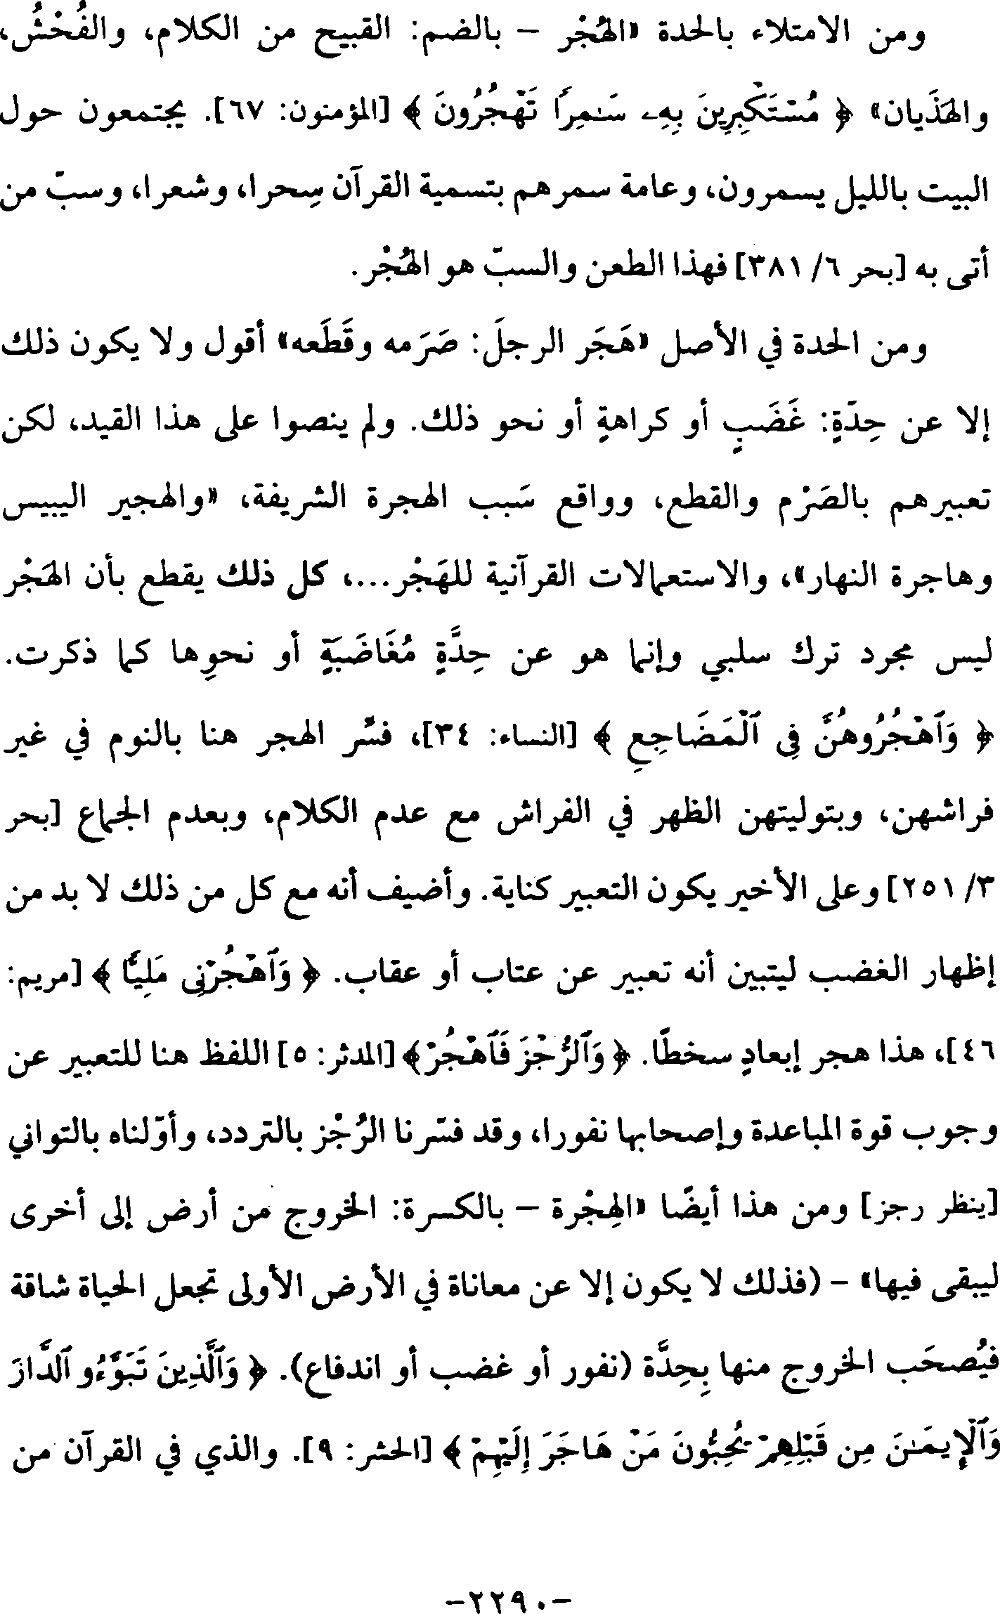 ومن الامتلاء بالحدة «الهُجْر – بالضم: القبيح من الكلام، والفُحْشُ،
والهَذَيان» ﴿ مُسْتَكْبِرِينَ بِهِۦ سَـٰمِرًا تَهْجُرُونَ ﴾ [المؤمنون: ٦٧]. يجتمعون حول
البيت بالليل يسمرون، وعامة سمرهم بتسمية القرآن سِحرا، وشعرا، وسبّ من
أتى به [بحر ٦/ ٣٨١] فهذا الطعن والسبّ هو الهُجْر.
ومن الحدة في الأصل «هَجَر الرجلَ: صَرَمه وقَطَعه» أقول ولا يكون ذلك
إلا عن حِدّةٍ: غَضَبٍ أو كراهةٍ أو نحو ذلك. ولم ينصوا على هذا القيد، لكن
تعبيرهم بالصَرْم والقطع، وواقع سَبب الهجرة الشريفة، «والهجير اليبيس
وهاجرة النهار»، والاستعمالات القرآنية للهَجْر...، كل ذلك يقطع بأن الهَجْر
ليس مجرد ترك سلبي وإنما هو عن حِدَّةٍ مُغَاضَبَةٍ أو نحوِها كما ذكرت.
﴿ وَٱهْجُرُوهُنَّ فِى ٱلْمَضَاجِعِ ﴾ [النساء: ٣٤]، فسَّر الهجر هنا بالنوم في غير
فراشهن، وبتوليتهن الظهر في الفراش مع عدم الكلام، وبعدم الجماع [بحر
٣/ ٢٥١] وعلى الأخير يكون التعبير كناية. وأضيف أنه مع كل من ذلك لا بد من
إظهار الغضب ليتبين أنه تعبير عن عتاب أو عقاب. ﴿ وَٱهْجُرْنِى مَلِيًّا ﴾ [مريم:
٤٦]، هذا هجر إبعادٍ سخطًا. ﴿ وَٱلرُّجْزَ فَٱهْجُرْ﴾ [المدثر: ٥] اللفظ هنا للتعبير عن
وجوب قوة المباعدة وإصحابها نفورا، وقد فسّرنا الرُجْز بالتردد، وأوّلناه بالتواني
[ينظر رجز] ومن هذا أيضًا «الهِجْرة – بالكسرة: الخروج من أرض إلى أخرى
ليبقى فيها» – (فذلك لا يكون إلا عن معاناة في الأرض الأولى تجعل الحياة شاقة
فيُصحَب الخروج منها بِحِدَّة (نفور أو غضب أو اندفاع). ﴿ وَٱلَّذِينَ تَبَوَّءُو ٱلدَّارَ
وَٱلْإِيمَـٰنَ مِن قَبْلِهِمْ يُحِبُّونَ مَنْ هَاجَرَ إِلَيْهِمْ ﴾ [الحشر: ٩]. والذي في القرآن من
-٢٢٩٠-